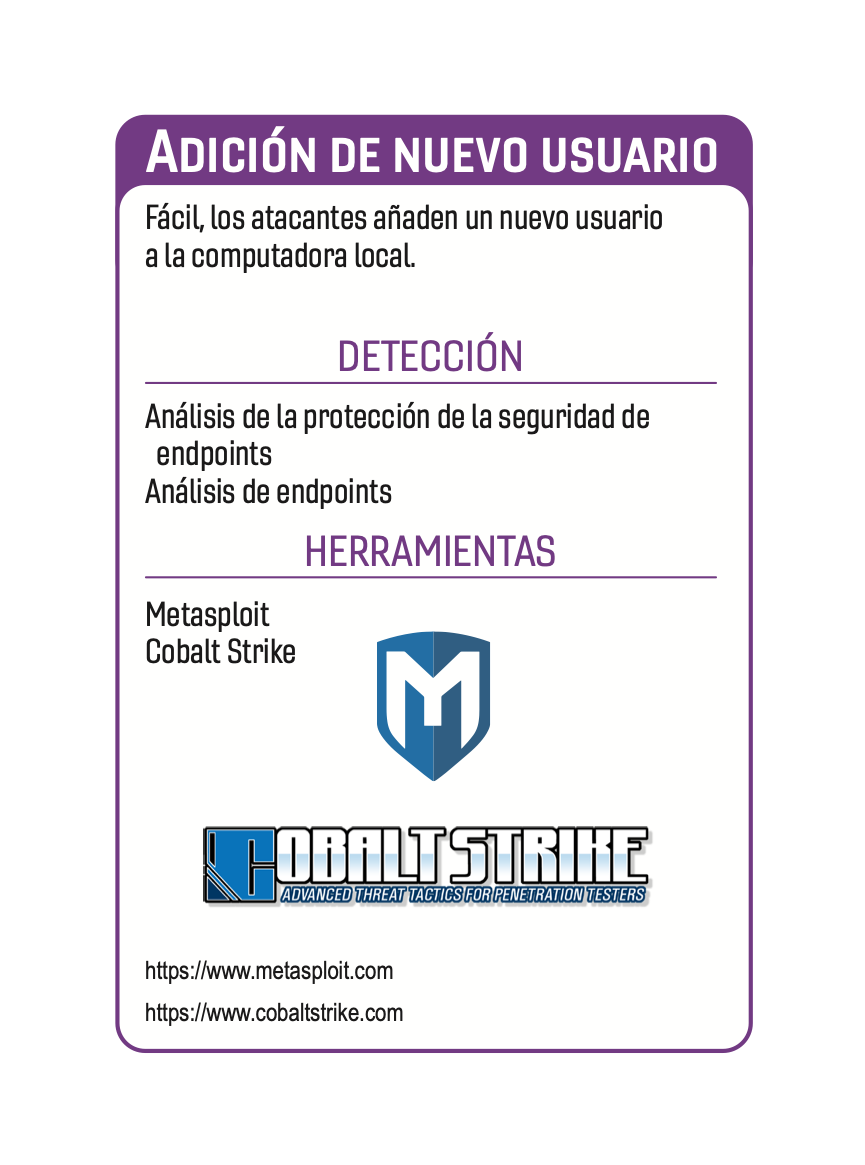 ADICIÓN DE NUEVO USUARIO
Fácil, los atacantes añaden un nuevo usuario
a la computadora local.
DETECCIÓN
Análisis de la protección de la seguridad de
endpoints
Análisis de endpoints
HERRAMIENTAS
Metasploit
Cobalt Strike
M
COBALT STRIKE
ADVANCED THREAT TACTICS FOR PENETRATION TESTERS
https://www.metasploit.com
https://www.cobaltstrike.com